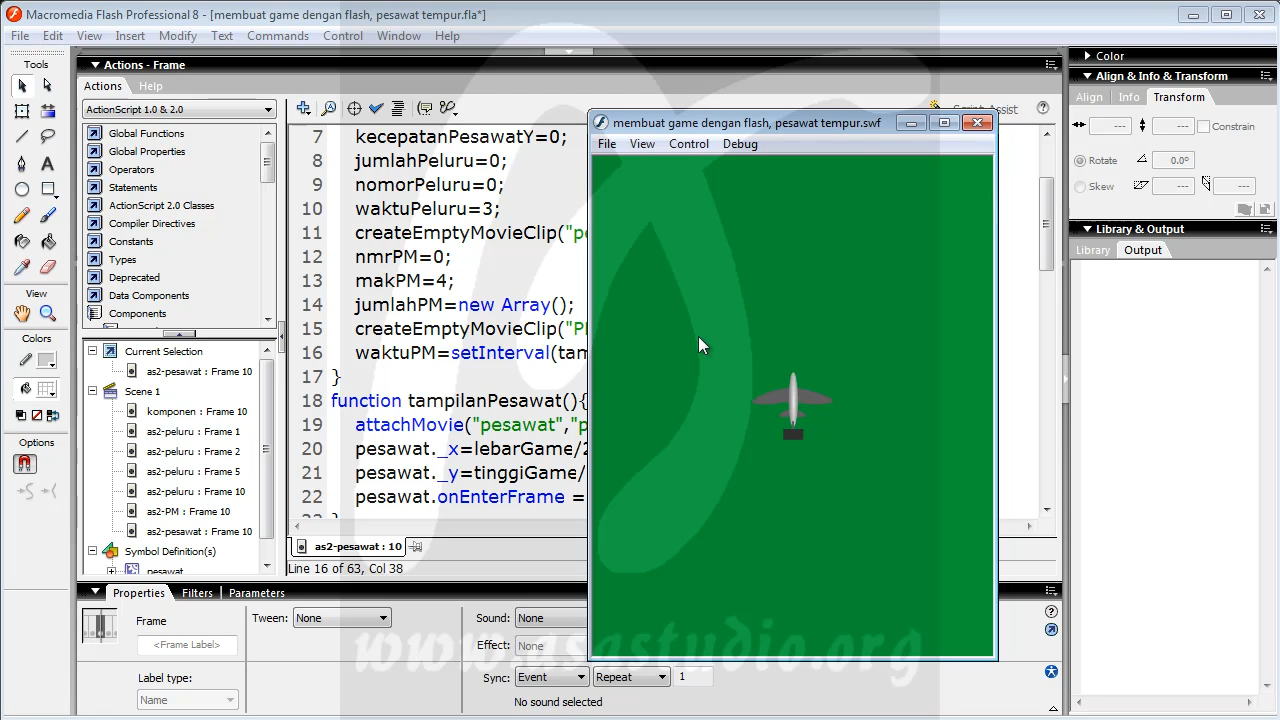 Macromedia Flash Professional 8 - [membuat game dengan flash, pesawat tempur.fla*]
File Edit View Insert Modify Text Commands Control Window Help
Tools
View
Colors
Options
Actions - Frame
Actions Help
ActionScript 1.0 & 2.0
Global Functions
Global Properties
Operators
Statements
ActionScript 2.0 Classes
Compiler Directives
Constants
Types
Deprecated
Data Components
Components
Current Selection
as2-pesawat : Frame 10
Scene 1
komponen : Frame 10
as2-peluru : Frame 1
as2-peluru : Frame 2
as2-peluru : Frame 5
as2-peluru : Frame 10
as2-PM : Frame 10
as2-pesawat : Frame 10
Symbol Definition(s)
pesawat
Script Assist
7 kecepatanPesawatY=0;
8 jumlahPeluru=0;
9 nomorPeluru=0;
10 waktuPeluru=3;
11 createEmptyMovieClip("pe
12 nmrPM=0;
13 makPM=4;
14 jumlahPM=new Array();
15 createEmptyMovieClip("P
16 waktuPM=setInterval(tam
17 }
18 function tampilanPesawat(){
19 attachMovie("pesawat","p
20 pesawat._x=lebarGame/2
21 pesawat._y=tinggiGame/
22 pesawat.onEnterFrame =
as2-pesawat : 10
Line 16 of 63, Col 38
membuat game dengan flash, pesawat tempur.swf
File View Control Debug
Properties Filters Parameters
Frame
<Frame Label>
Label type:
Name
Tween: None
Sound: None
Effect: None
Sync: Event Repeat 1
No sound selected
Color
Align & Info & Transform
Align Info Transform
--- --- Constrain
Rotate 0.0°
Skew --- ---
Library & Output
Library Output
www.asastudio.org